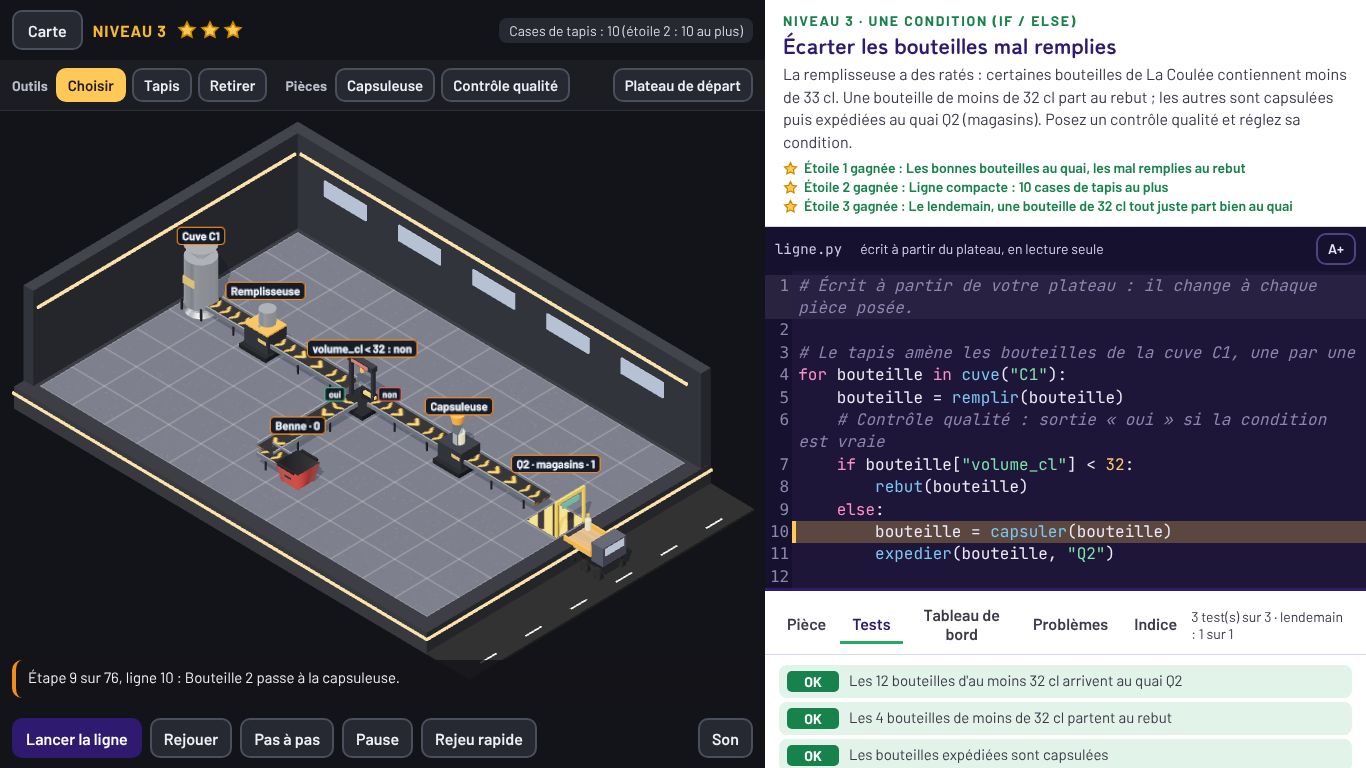 Carte
NIVEAU 3
Cases de tapis : 10 (étoile 2 : 10 au plus)
Outils
Choisir
Tapis
Retirer
Pièces
Capsuleuse
Contrôle qualité
Plateau de départ
Cuve C1
Remplisseuse
volume_cl < 32 : non
oui
non
Capsuleuse
Benne · 0
Q2 · magasins · 1
Étape 9 sur 76, ligne 10 : Bouteille 2 passe à la capsuleuse.
Lancer la ligne
Rejouer
Pas à pas
Pause
Rejeu rapide
Son
NIVEAU 3 · UNE CONDITION (IF / ELSE)
Écarter les bouteilles mal remplies
La remplisseuse a des ratés : certaines bouteilles de La Coulée contiennent moins
de 33 cl. Une bouteille de moins de 32 cl part au rebut ; les autres sont capsulées
puis expédiées au quai Q2 (magasins). Posez un contrôle qualité et réglez sa
condition.
Étoile 1 gagnée : Les bonnes bouteilles au quai, les mal remplies au rebut
Étoile 2 gagnée : Ligne compacte : 10 cases de tapis au plus
Étoile 3 gagnée : Le lendemain, une bouteille de 32 cl tout juste part bien au quai
ligne.py
écrit à partir du plateau, en lecture seule
A+
1 # Écrit à partir de votre plateau : il change à chaque
pièce posée.
2
3 # Le tapis amène les bouteilles de la cuve C1, une par une
4 for bouteille in cuve("C1"):
5     bouteille = remplir(bouteille)
6     # Contrôle qualité : sortie « oui » si la condition
est vraie
7     if bouteille["volume_cl"] < 32:
8         rebut(bouteille)
9     else:
10         bouteille = capsuler(bouteille)
11         expedier(bouteille, "Q2")
12
Pièce
Tests
Tableau de
bord
Problèmes
Indice
3 test(s) sur 3 · lendemain
: 1 sur 1
OK Les 12 bouteilles d'au moins 32 cl arrivent au quai Q2
OK Les 4 bouteilles de moins de 32 cl partent au rebut
OK Les bouteilles expédiées sont capsulées